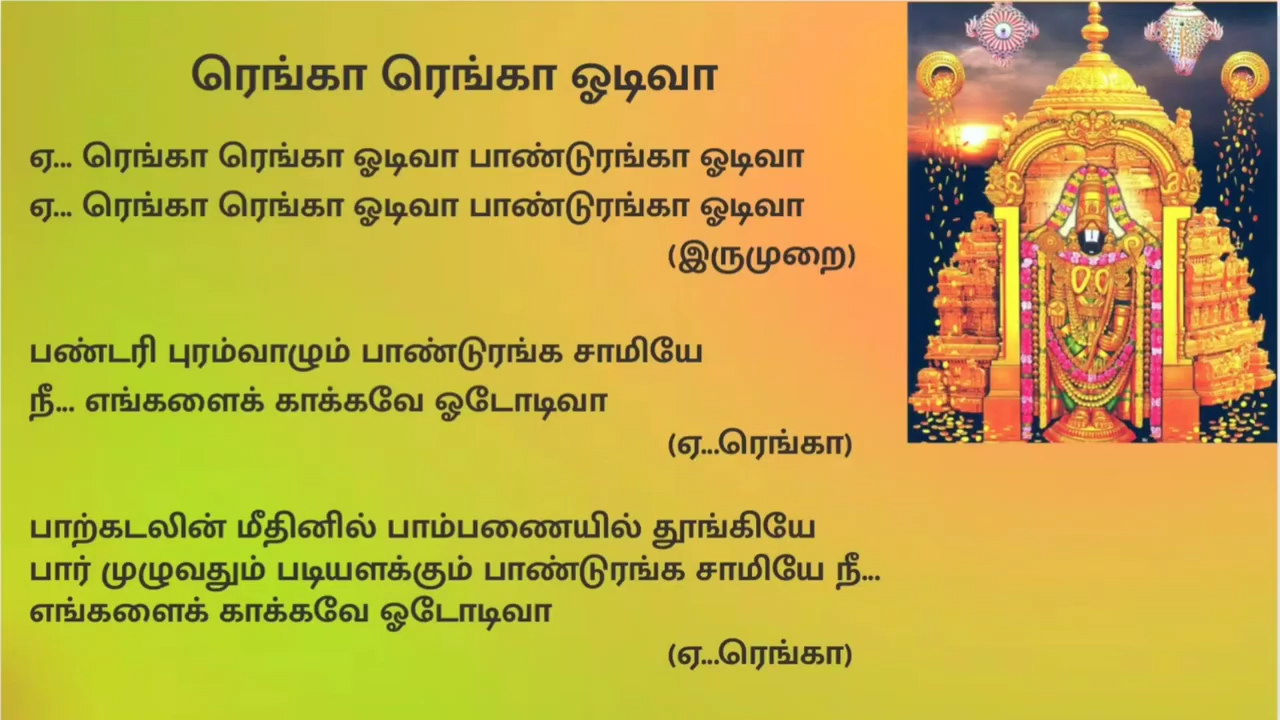 ரெங்கா ரெங்கா ஓடிவா
ஏ... ரெங்கா ரெங்கா ஓடிவா பாண்டுரங்கா ஓடிவா
ஏ... ரெங்கா ரெங்கா ஓடிவா பாண்டுரங்கா ஓடிவா
(இருமுறை)
பண்டரி புரம்வாழும் பாண்டுரங்க சாமியே
நீ... எங்களைக் காக்கவே ஓடோடிவா
(ஏ...ரெங்கா)
பாற்கடலின் மீதினில் பாம்பணையில் தூங்கியே
பார் முழுவதும் படியளக்கும் பாண்டுரங்க சாமியே நீ...
எங்களைக் காக்கவே ஓடோடிவா
(ஏ...ரெங்கா)